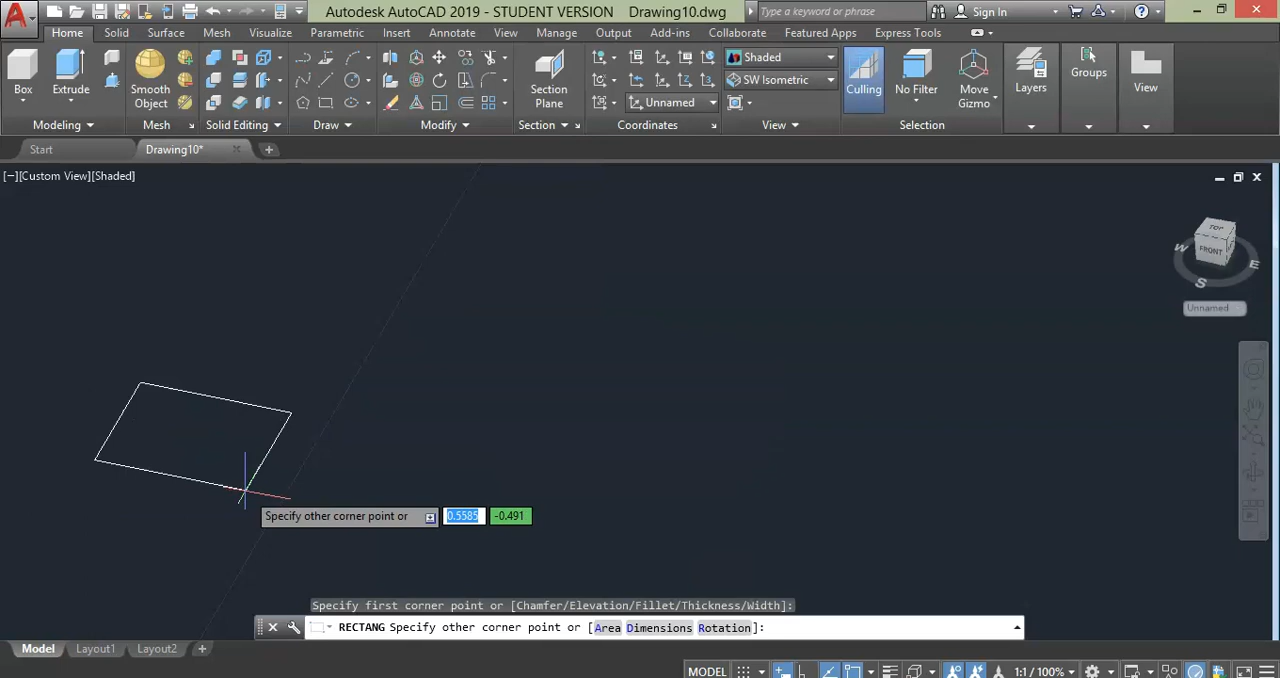 Autodesk AutoCAD 2019 - STUDENT VERSION Drawing10.dwg Type a keyword or phrase Sign In
Home Solid Surface Mesh Visualize Parametric Insert Annotate View Manage Output Add-ins Collaborate Featured Apps Express Tools
Shaded
Box Extrude Smooth Object Section Plane SW Isometric Culling No Filter Move Gizmo Layers Groups View
Unnamed
Modeling Mesh Solid Editing Draw Modify Section Coordinates View Selection
Start Drawing10*
[−][Custom View][Shaded]
TOP
FRONT
W
E
S
Unnamed
Specify other corner point or 0.5585 -0.491
Specify first corner point or [Chamfer/Elevation/Fillet/Thickness/Width]:
RECTANG Specify other corner point or [Area Dimensions Rotation]:
Model Layout1 Layout2 +
MODEL 1:1 / 100%